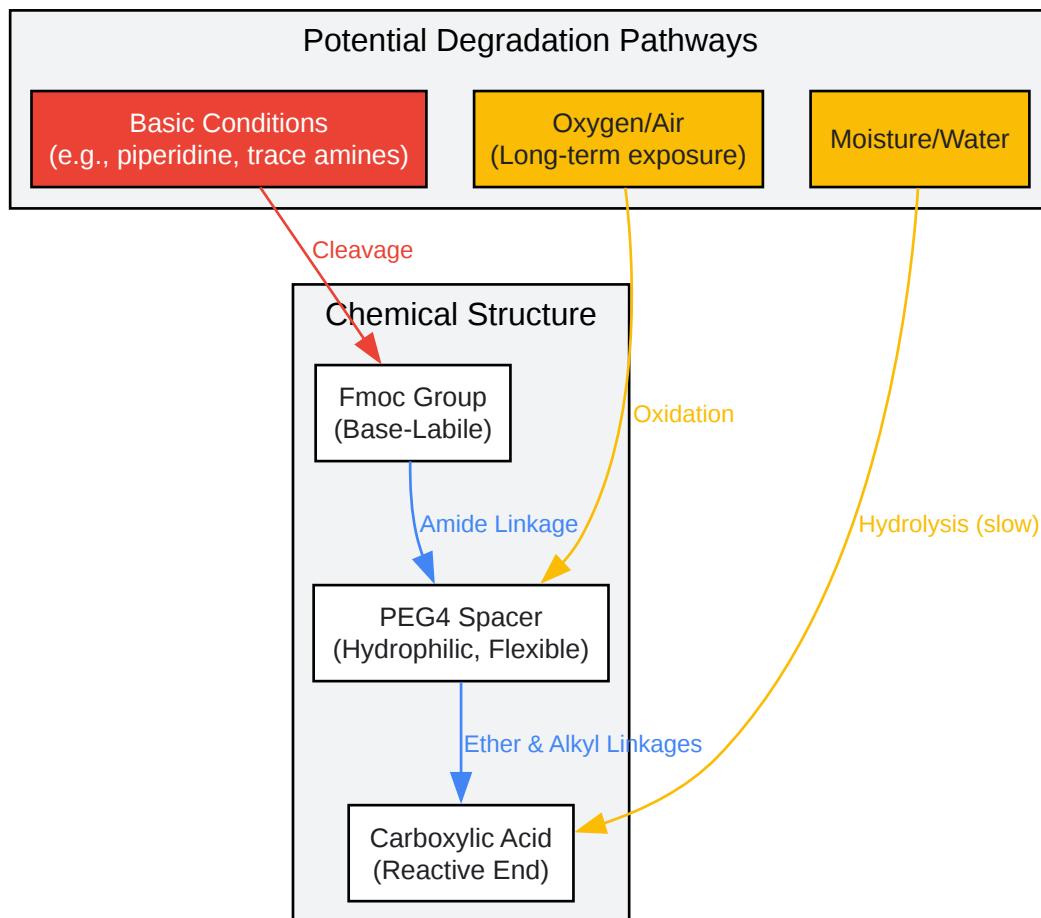 Potential Degradation Pathways
Basic Conditions
(e.g., piperidine, trace amines)
Oxygen/Air
(Long-term exposure)
Moisture/Water
Cleavage
Chemical Structure
Fmoc Group
(Base-Labile)
Oxidation
Amide Linkage
Hydrolysis (slow)
PEG4 Spacer
(Hydrophilic, Flexible)
Ether & Alkyl Linkages
Carboxylic Acid
(Reactive End)